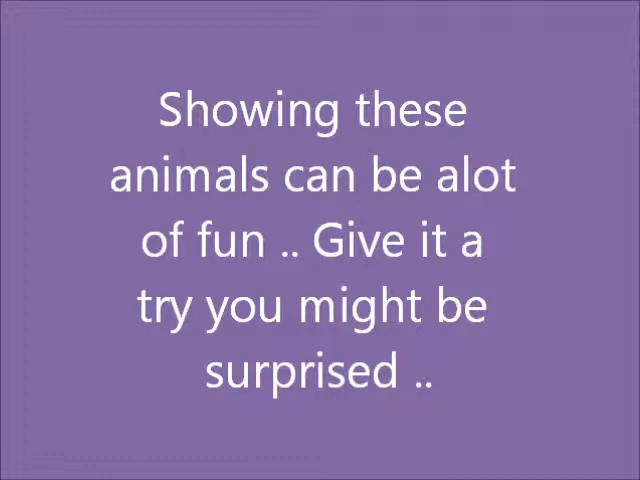 Showing these
animals can be alot
of fun .. Give it a
try you might be
surprised ..